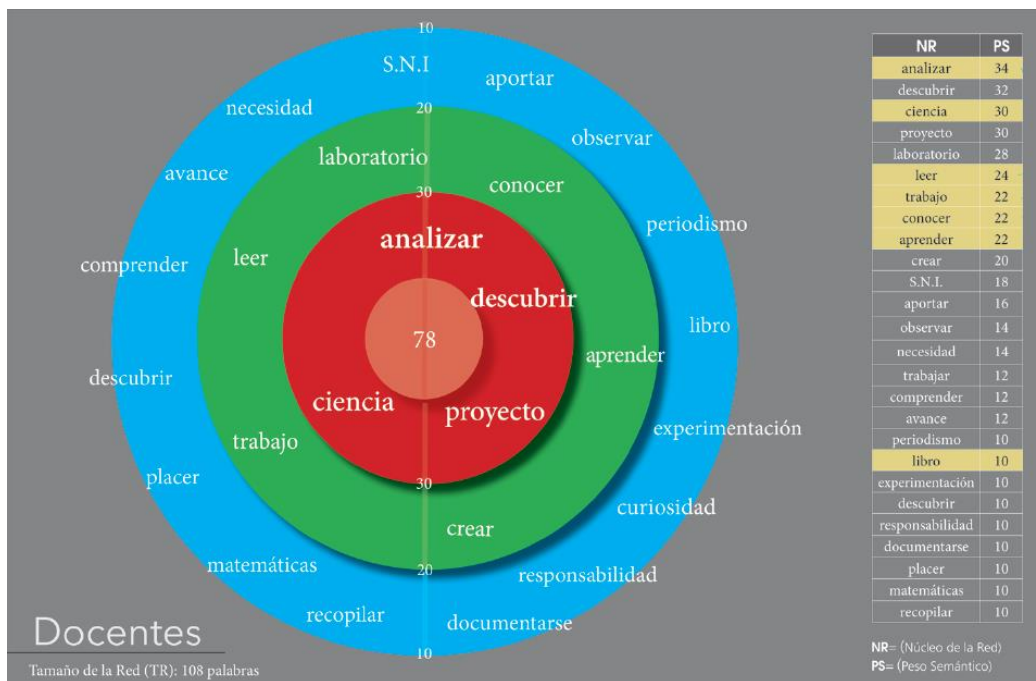 10
S.N.I
aportar
necesidad
20
observar
laboratorio
avance
conocer
30
periodismo
analizar
leer
comprender
descubrir
libro
78
aprender
descubrir
ciencia
proyecto
experimentación
trabajo
placer
30
curiosidad
crear
matemáticas
20
responsabilidad
recopilar
documentarse
10
Docentes
Tamaño de la Red (TR): 108 palabras
NR PS
analizar 34
descubrir 32
ciencia 30
proyecto 30
laboratorio 28
leer 24
trabajo 22
conocer 22
aprender 22
crear 20
S.N.I. 18
aportar 16
observar 14
necesidad 14
trabajar 12
comprender 12
avance 12
periodismo 10
libro 10
experimentación 10
descubrir 10
responsabilidad 10
documentarse 10
placer 10
matemáticas 10
recopilar 10
NR= (Núcleo de la Red)
PS= (Peso Semántico)